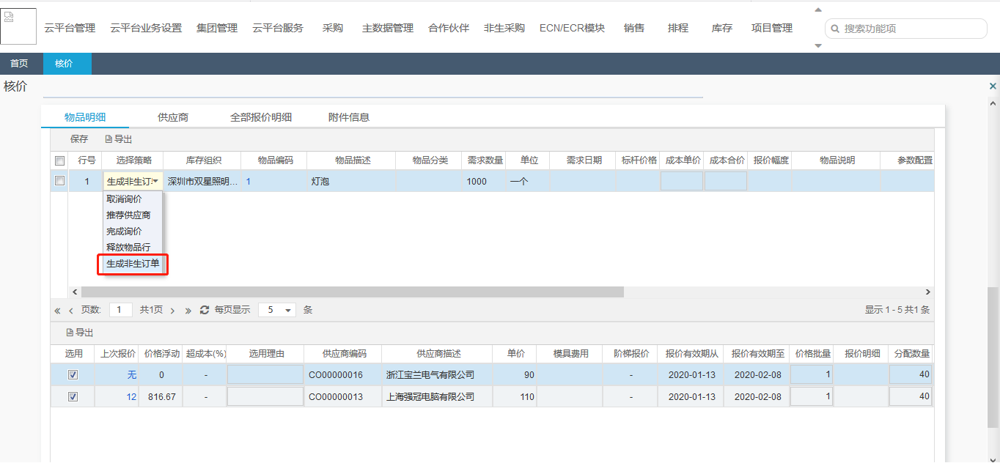 云平台管理 云平台业务设置 集团管理 云平台服务 采购 主数据管理 合作伙伴 非生采购 ECN/ECR模块 销售 排程 库存 项目管理 搜索功能项
首页 核价
核价
物品明细 供应商 全部报价明细 附件信息
保存 导出
行号 选择策略 库存组织 物品编码 物品描述 物品分类 需求数量 单位 需求日期 标杆价格 成本单价 成本合价 报价幅度 物品说明 参数配置
1 生成非生订 深圳市双星照明... 1 灯泡 1000 一个
取消询价
推荐供应商
完成询价
释放物品行
生成非生订单
« ‹ 页数: 1 共1页 › » 每页显示 5 条 显示 1 - 5 共1 条
导出
选用 上次报价 价格浮动 超成本(%) 选用理由 供应商编码 供应商描述 单价 模具费用 阶梯报价 报价有效期从 报价有效期至 价格批量 报价明细 分配数量
无 0 - CO00000016 浙江宝兰电气有限公司 90 - 2020-01-13 2020-02-08 1 40
12 816.67 - CO00000013 上海强冠电脑有限公司 110 - 2020-01-13 2020-02-08 1 40